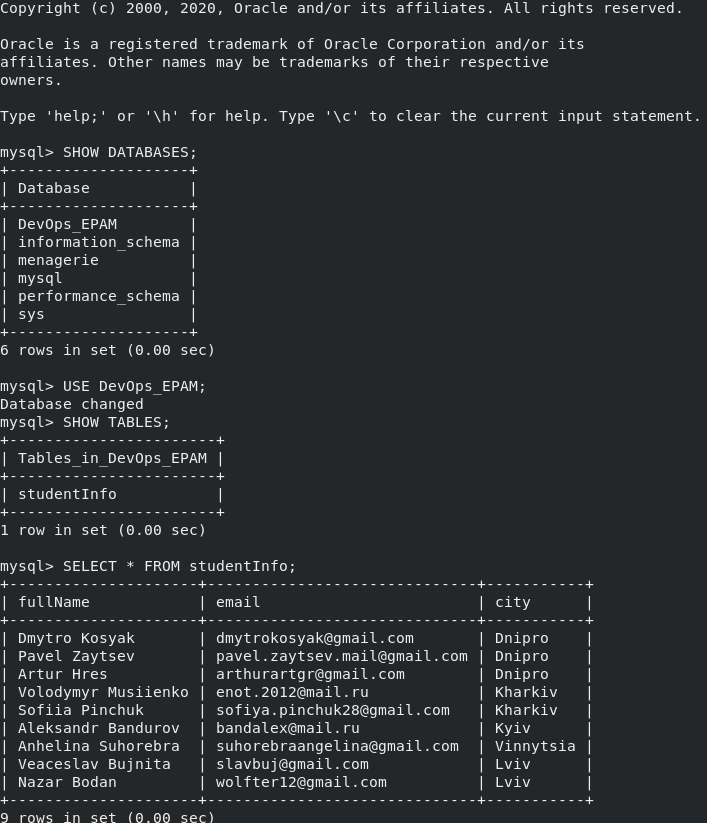 Copyright (c) 2000, 2020, Oracle and/or its affiliates. All rights reserved.

Oracle is a registered trademark of Oracle Corporation and/or its
affiliates. Other names may be trademarks of their respective
owners.

Type 'help;' or '\h' for help. Type '\c' to clear the current input statement.

mysql> SHOW DATABASES;
+--------------------+
| Database           |
+--------------------+
| DevOps_EPAM        |
| information_schema |
| menagerie          |
| mysql              |
| performance_schema |
| sys                |
+--------------------+
6 rows in set (0.00 sec)

mysql> USE DevOps_EPAM;
Database changed
mysql> SHOW TABLES;
+-----------------------+
| Tables_in_DevOps_EPAM |
+-----------------------+
| studentInfo           |
+-----------------------+
1 row in set (0.00 sec)

mysql> SELECT * FROM studentInfo;
+---------------------+------------------------------+-----------+
| fullName            | email                        | city      |
+---------------------+------------------------------+-----------+
| Dmytro Kosyak       | dmytrokosyak@gmail.com       | Dnipro    |
| Pavel Zaytsev       | pavel.zaytsev.mail@gmail.com | Dnipro    |
| Artur Hres          | arthurartgr@gmail.com        | Dnipro    |
| Volodymyr Musiienko | enot.2012@mail.ru            | Kharkiv   |
| Sofiia Pinchuk      | sofiya.pinchuk28@gmail.com   | Kharkiv   |
| Aleksandr Bandurov  | bandalex@mail.ru             | Kyiv      |
| Anhelina Suhorebra  | suhorebraangelina@gmail.com  | Vinnytsia |
| Veaceslav Bujnita   | slavbuj@gmail.com            | Lviv      |
| Nazar Bodan         | wolfter12@gmail.com          | Lviv      |
+---------------------+------------------------------+-----------+
9 rows in set (0.00 sec)